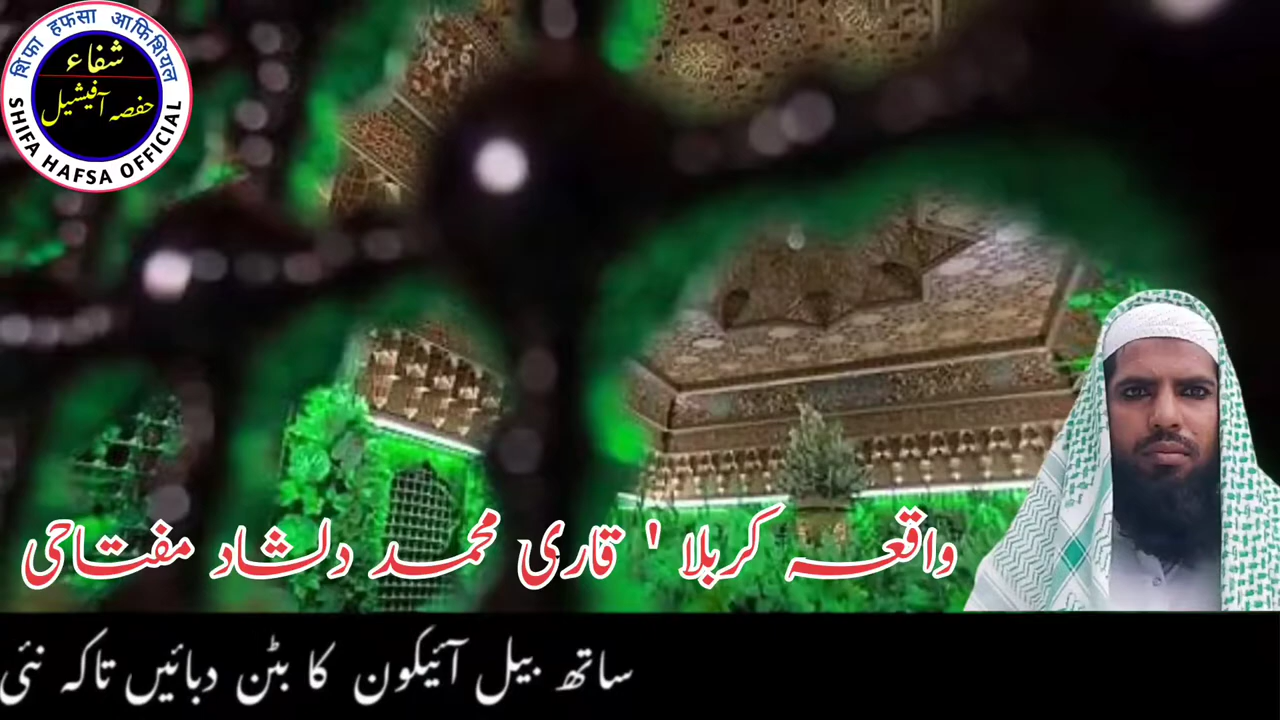 शिफा हफसा आफिशियल
شفاء
حفصہ آفیشیل
SHIFA HAFSA OFFICIAL
واقعہ کربلا ' قاری محمد دلشاد مفتاحی
ساتھ بیل آئیکون کا بٹن دبائیں تاکہ نئی